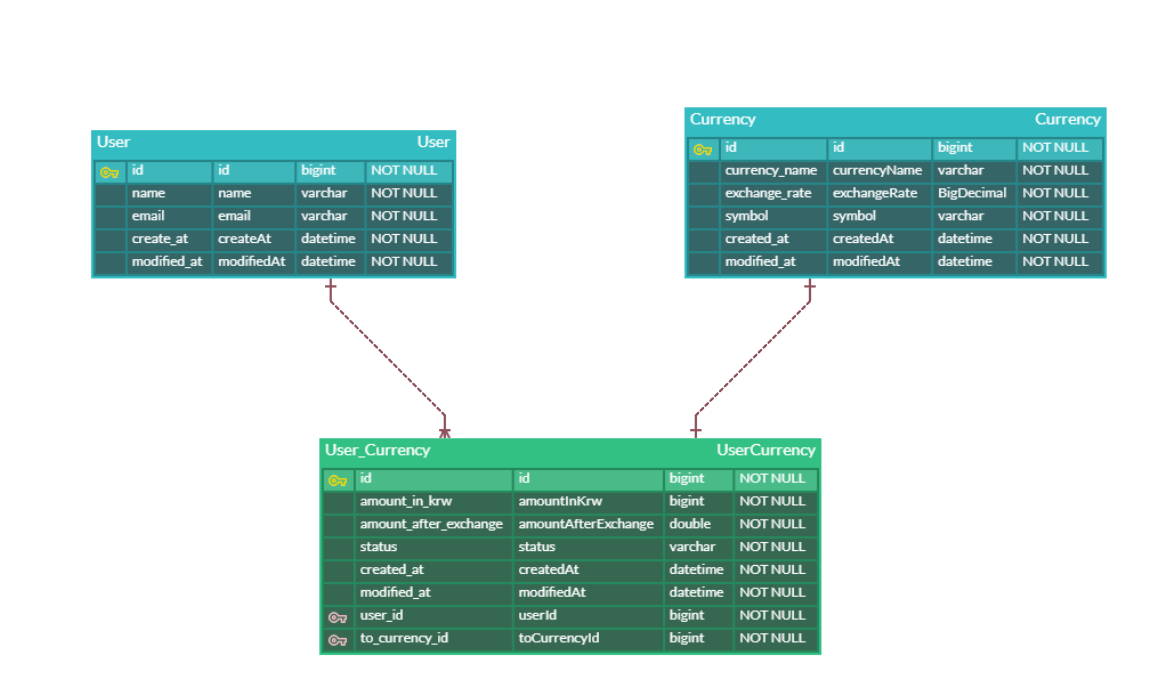 User User
id id bigint NOT NULL
name name varchar NOT NULL
email email varchar NOT NULL
create_at createAt datetime NOT NULL
modified_at modifiedAt datetime NOT NULL
Currency Currency
id id bigint NOT NULL
currency_name currencyName varchar NOT NULL
exchange_rate exchangeRate BigDecimal NOT NULL
symbol symbol varchar NOT NULL
created_at createdAt datetime NOT NULL
modified_at modifiedAt datetime NOT NULL
User_Currency UserCurrency
id id bigint NOT NULL
amount_in_krw amountInKrw bigint NOT NULL
amount_after_exchange amountAfterExchange double NOT NULL
status status varchar NOT NULL
created_at createdAt datetime NOT NULL
modified_at modifiedAt datetime NOT NULL
user_id userId bigint NOT NULL
to_currency_id toCurrencyId bigint NOT NULL